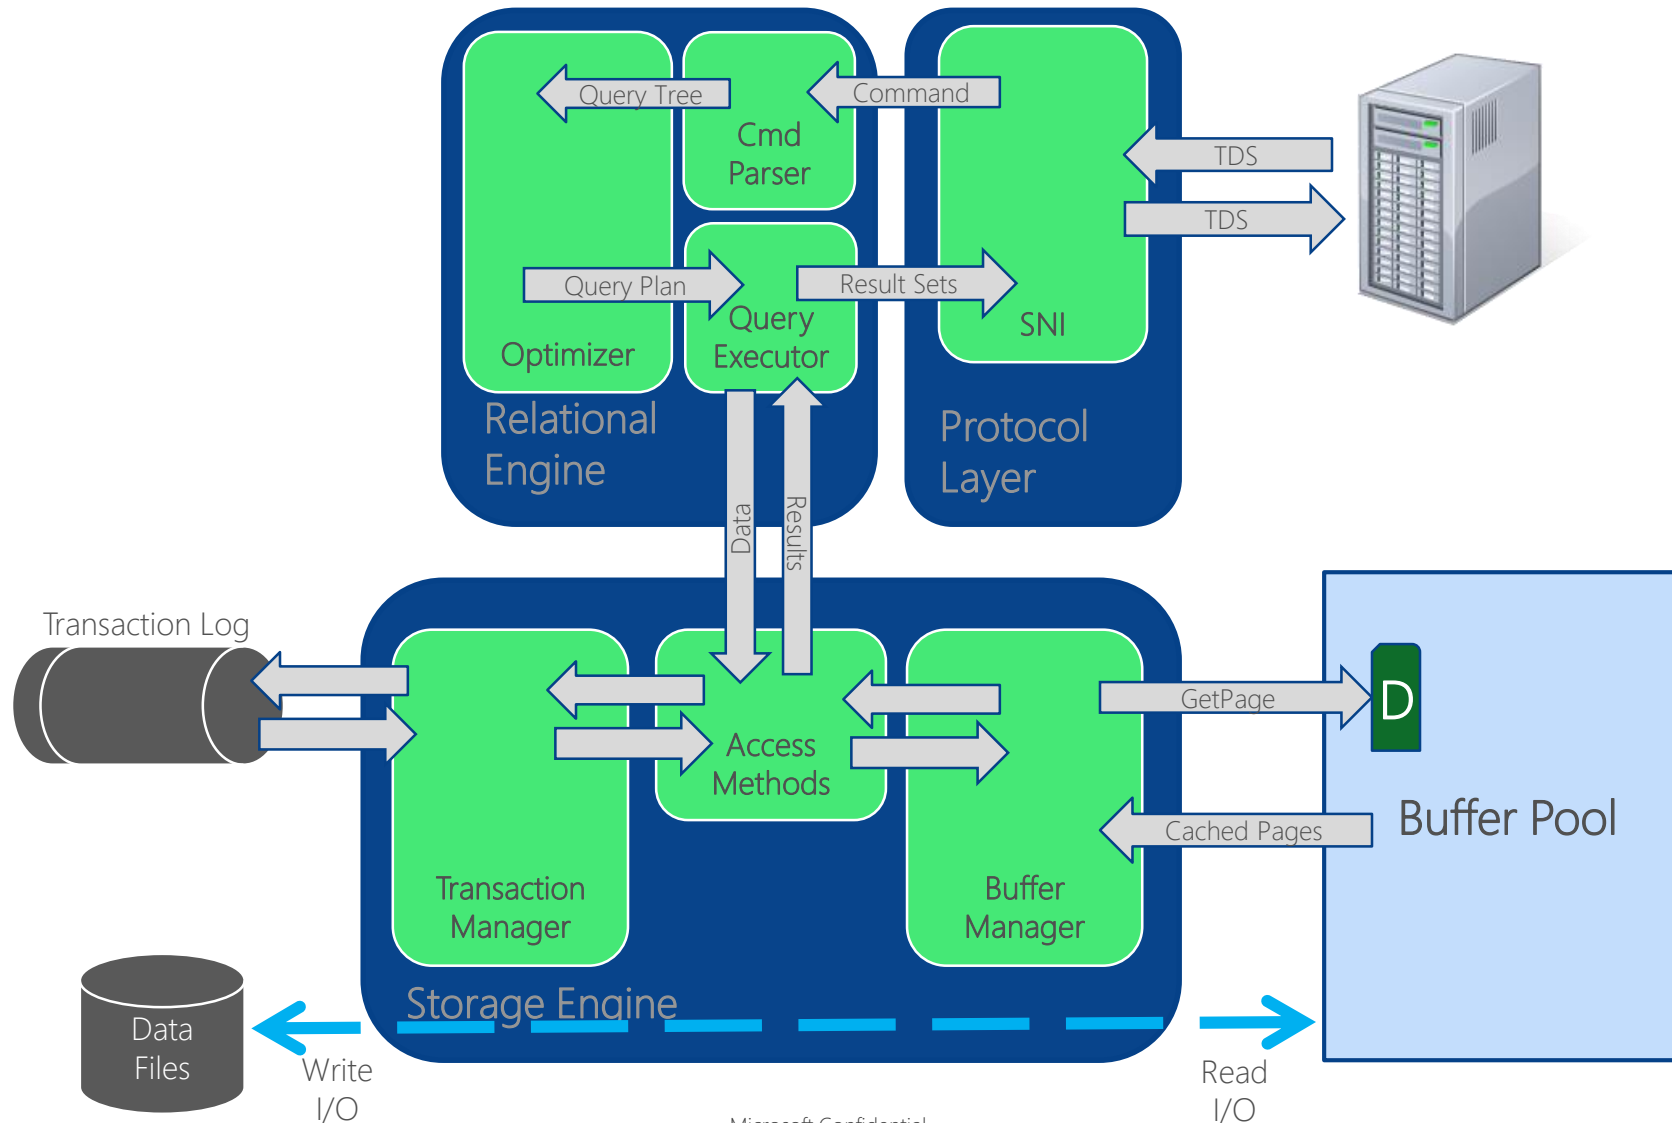 Query Tree
Command
Cmd
Parser
TDS
TDS
Query Plan
Result Sets
Query
Executor
Optimizer
SNI
Relational
Engine
Protocol
Layer
Data
Results
Transaction Log
GetPage
D
Access
Methods
Cached Pages
Buffer Pool
Transaction
Manager
Buffer
Manager
Storage Engine
Data
Files
Write
I/O
Read
I/O
Microsoft Confidential